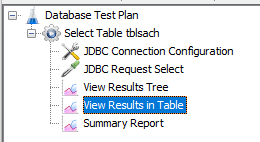 Database Test Plan
Select Table tblsach
JDBC Connection Configuration
JDBC Request Select
View Results Tree
View Results in Table
Summary Report